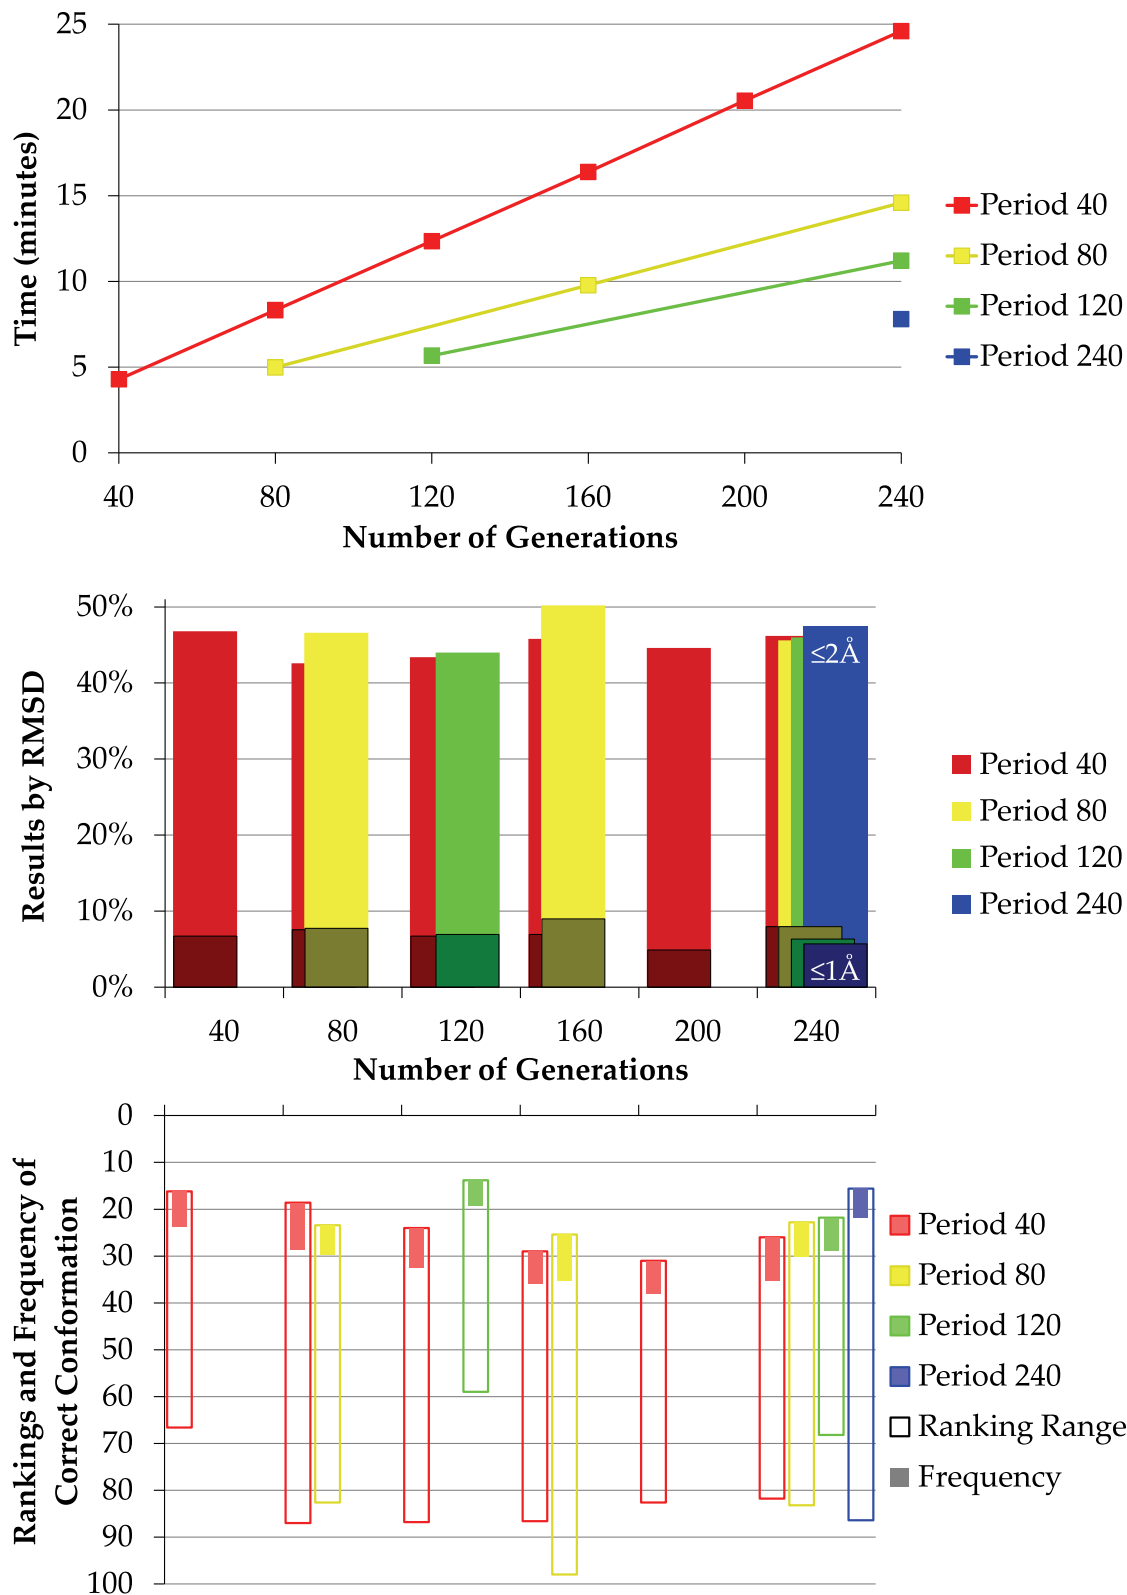 25
20
15
10
5
0
Time (minutes)
40 80 120 160 200 240
Number of Generations
Period 40
Period 80
Period 120
Period 240
50%
40%
30%
20%
10%
0%
Results by RMSD
≤2Å
≤1Å
40 80 120 160 200 240
Number of Generations
Period 40
Period 80
Period 120
Period 240
0
10
20
30
40
50
60
70
80
90
100
Rankings and Frequency of
Correct Conformation
Period 40
Period 80
Period 120
Period 240
Ranking Range
Frequency